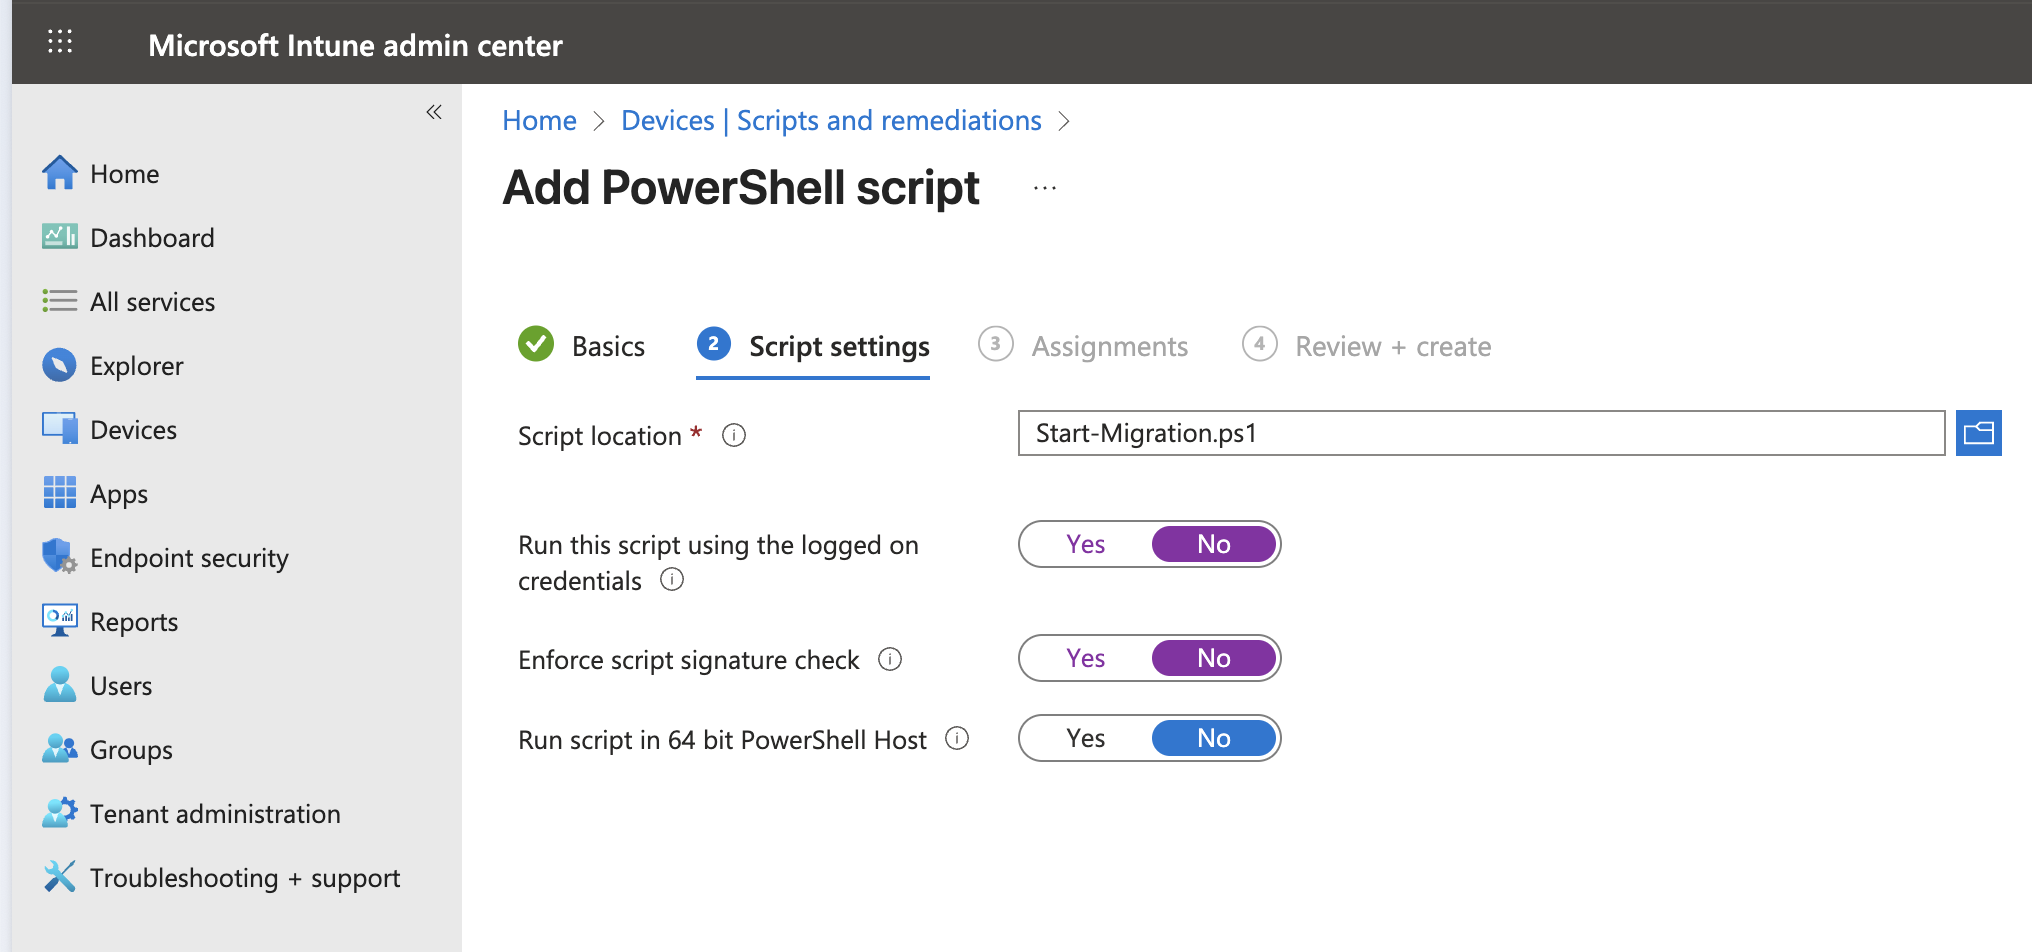 Microsoft Intune admin center
«
Home > Devices | Scripts and remediations >
Add PowerShell script ...
Home
Dashboard
All services
Explorer
Devices
Apps
Endpoint security
Reports
Users
Groups
Tenant administration
Troubleshooting + support
Basics 2 Script settings 3 Assignments 4 Review + create
Script location * Start-Migration.ps1
Run this script using the logged on
credentials Yes No
Enforce script signature check Yes No
Run script in 64 bit PowerShell Host Yes No